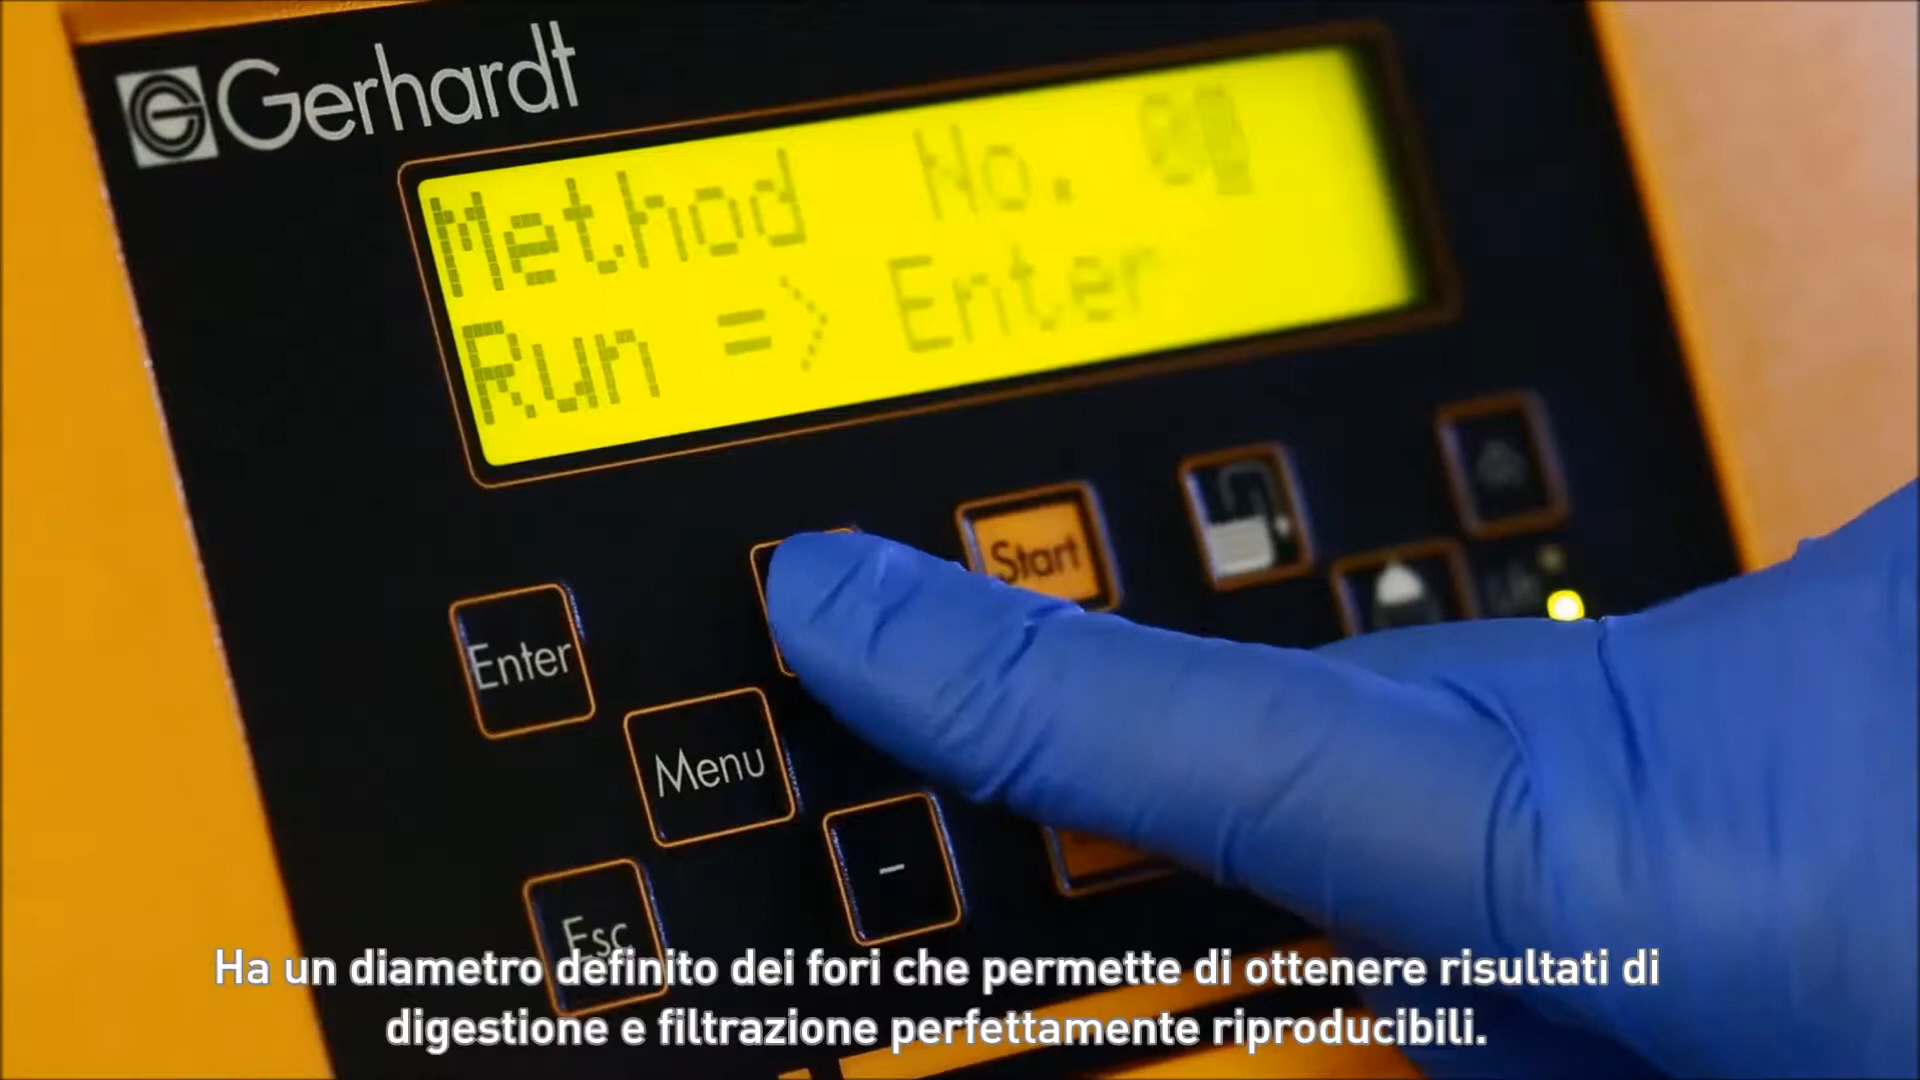 Gerhardt
Method No.
Run => Enter
Start
Enter
Menu
-
Esc
Ha un diametro definito dei fori che permette di ottenere risultati di
digestione e filtrazione perfettamente riproducibili.